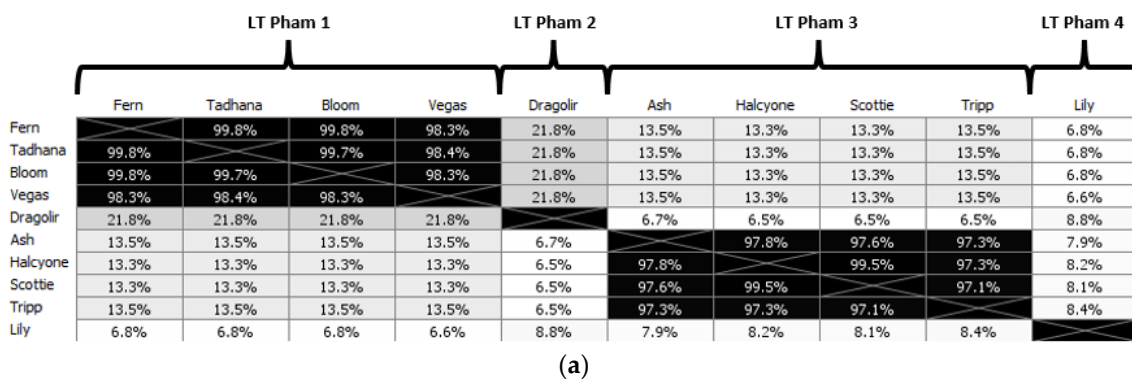 LT Pham 1 LT Pham 2 LT Pham 3 LT Pham 4
Fern Tadhana Bloom Vegas Dragolir Ash Halcyone Scottie Tripp Lily
Fern 99.8% 99.8% 98.3% 21.8% 13.5% 13.3% 13.3% 13.5% 6.8%
Tadhana 99.8% 99.7% 98.4% 21.8% 13.5% 13.3% 13.3% 13.5% 6.8%
Bloom 99.8% 99.7% 98.3% 21.8% 13.5% 13.3% 13.3% 13.5% 6.8%
Vegas 98.3% 98.4% 98.3% 21.8% 13.5% 13.3% 13.3% 13.5% 6.6%
Dragolir 21.8% 21.8% 21.8% 21.8% 6.7% 6.5% 6.5% 6.5% 8.8%
Ash 13.5% 13.5% 13.5% 13.5% 6.7% 97.8% 97.6% 97.3% 7.9%
Halcyone 13.3% 13.3% 13.3% 13.3% 6.5% 97.8% 99.5% 97.3% 8.2%
Scottie 13.3% 13.3% 13.3% 13.3% 6.5% 97.6% 99.5% 97.1% 8.1%
Tripp 13.5% 13.5% 13.5% 13.5% 6.5% 97.3% 97.3% 97.1% 8.4%
Lily 6.8% 6.8% 6.8% 6.6% 8.8% 7.9% 8.2% 8.1% 8.4%
(a)